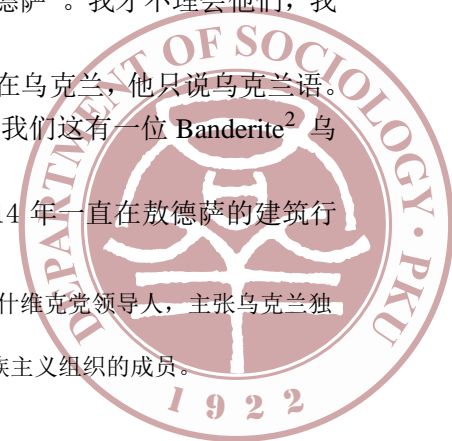 德萨”。我才不理会他们，我
在乌克兰，他只说乌克兰语。
我们这有一位 Banderite² 乌
14 年一直在敖德萨的建筑行
什维克党领导人，主张乌克兰独
族主义组织的成员。
DEPARTMENT OF SOCIOLOGY · PKU
1922